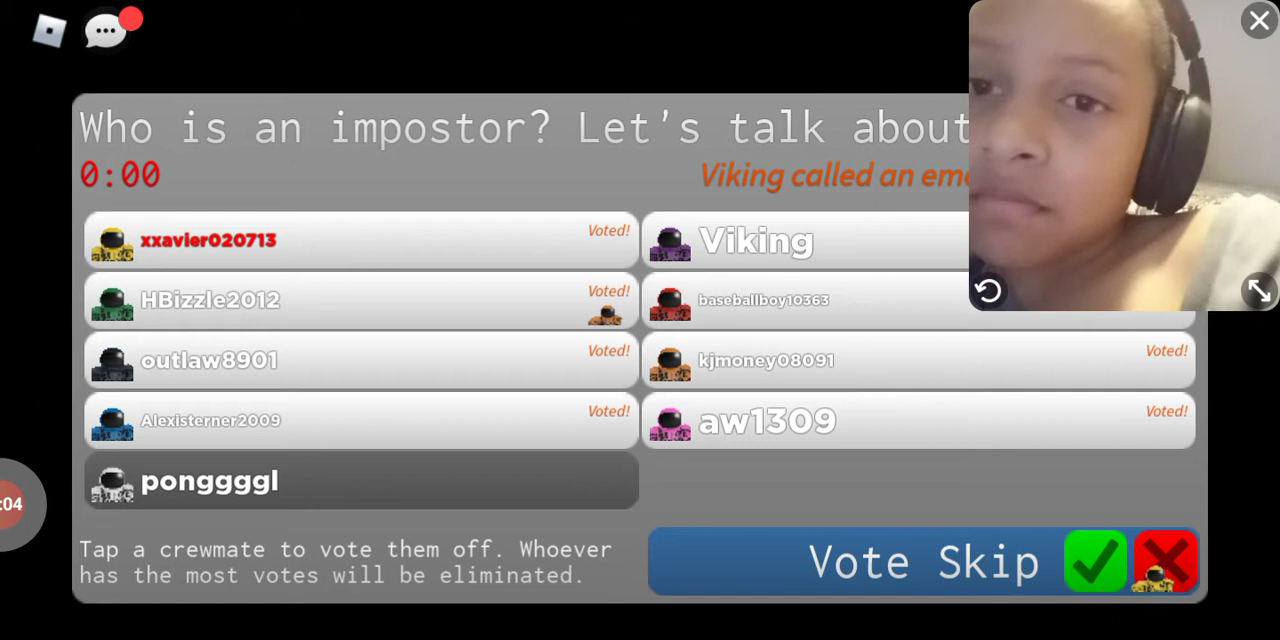 Who is an impostor? Let's talk about
0:00
Viking called an eme
xxavier020713 Voted!
Viking
HBizzle2012 Voted!
baseballboy10363
outlaw8901 Voted!
kjmoney08091 Voted!
Alexisterner2009 Voted!
aw1309 Voted!
ponggggl
:04
Tap a crewmate to vote them off. Whoever
has the most votes will be eliminated.
Vote Skip